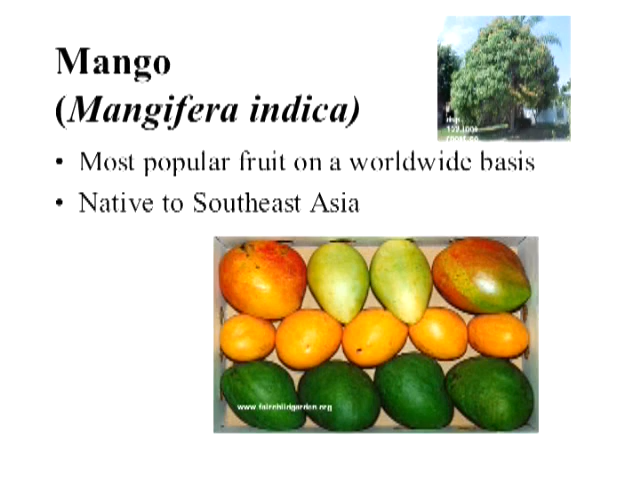 Mango
(Mangifera indica)
• Most popular fruit on a worldwide basis
• Native to Southeast Asia
www.fairchildgarden.org